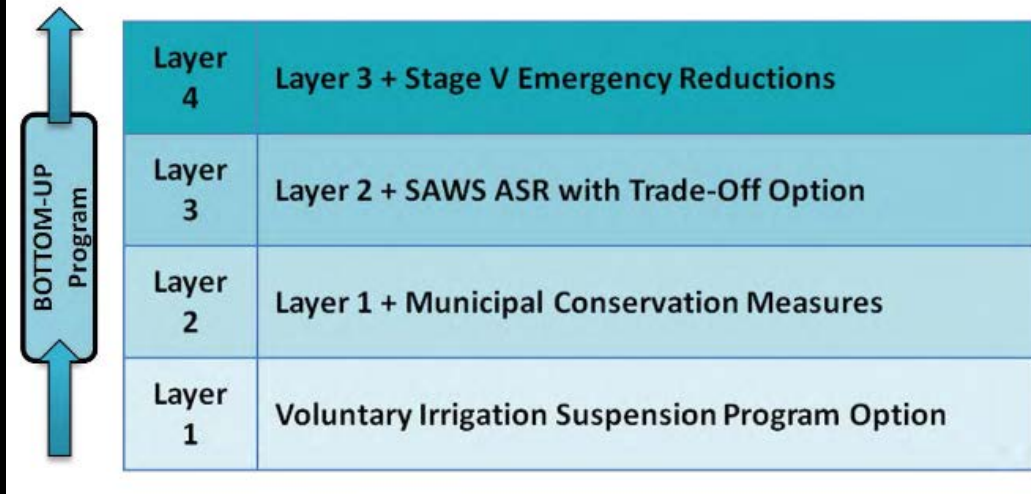 BOTTOM-UP
Program
Layer
4
Layer 3 + Stage V Emergency Reductions
Layer
3
Layer 2 + SAWS ASR with Trade-Off Option
Layer
2
Layer 1 + Municipal Conservation Measures
Layer
1
Voluntary Irrigation Suspension Program Option